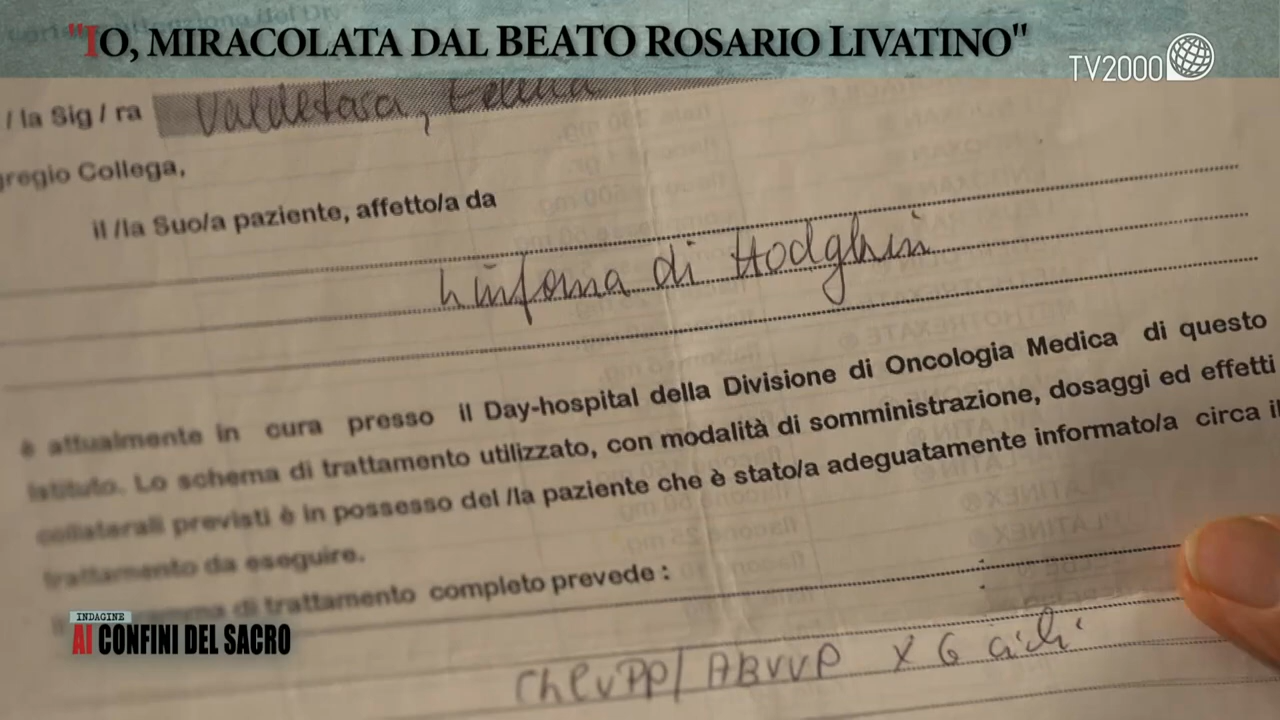 "IO, MIRACOLATA DAL BEATO ROSARIO LIVATINO"
TV2000
/ la Sig / ra Valdetara, Elena
gregio Collega,
il /la Suo/a paziente, affetto/a da
Linfoma di Hodghin
è attualmente in cura presso il Day-hospital della Divisione di Oncologia Medica di questo
Istituto. Lo schema di trattamento utilizzato, con modalità di somministrazione, dosaggi ed effetti
collaterali previsti è in possesso del /la paziente che è stato/a adeguatamente informato/a circa il
trattamento da eseguire.
di trattamento completo prevede :
ChlVPP/ABVVP x 6 cicli
INDAGINE
AI CONFINI DEL SACRO